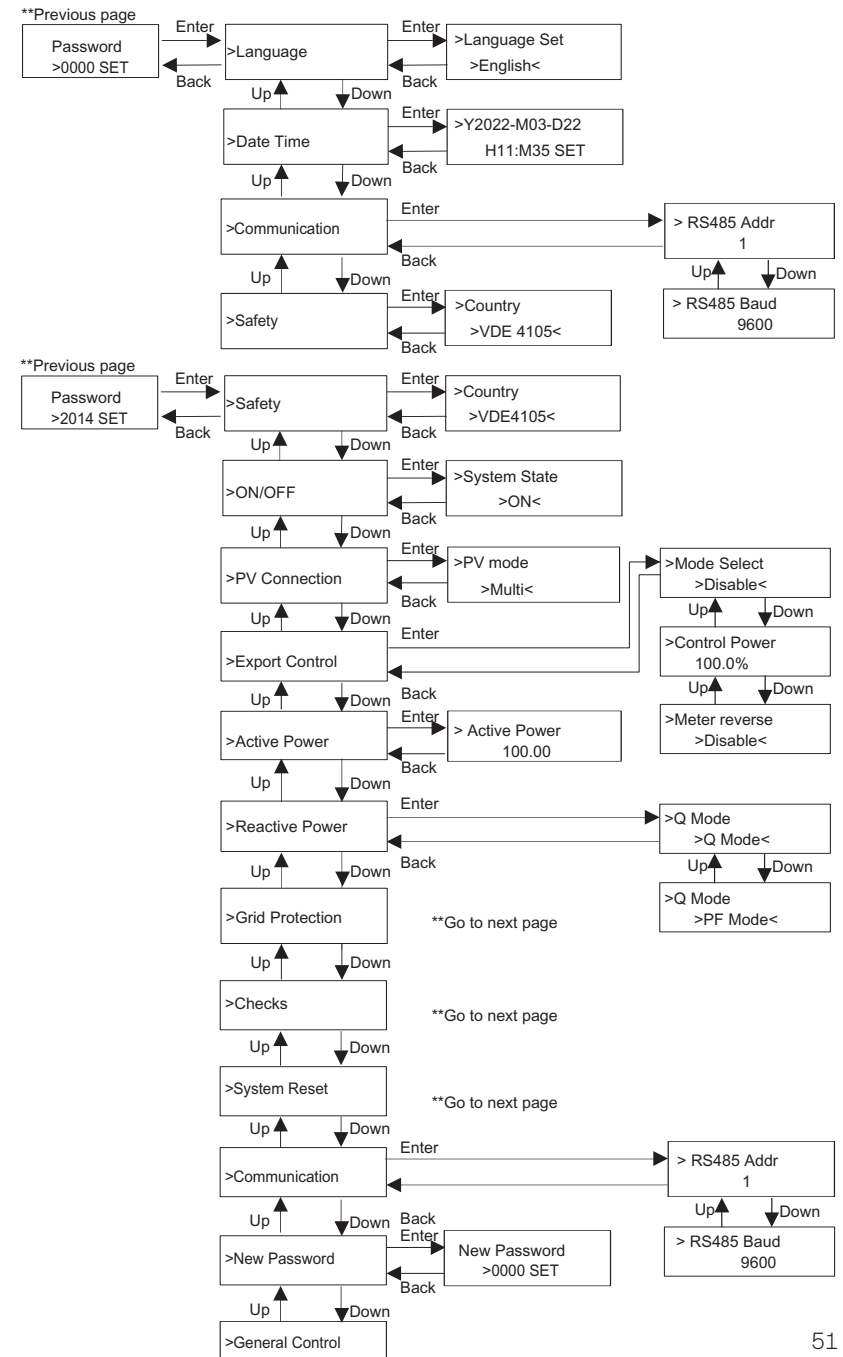 **Previous page
Password
>0000 SET
Enter
Back
>Language
Enter
Back
>Language Set
>English<
Up
Down
>Date Time
Enter
Back
>Y2022-M03-D22
H11:M35 SET
Up
Down
>Communication
Enter
Back
> RS485 Addr
1
Up
Down
> RS485 Baud
9600
Up
Down
>Safety
Enter
Back
>Country
>VDE 4105<
**Previous page
Password
>2014 SET
Enter
Back
>Safety
Enter
Back
>Country
>VDE4105<
Up
Down
>ON/OFF
Enter
Back
>System State
>ON<
Up
Down
>PV Connection
Enter
Back
>PV mode
>Multi<
Up
Down
>Export Control
Enter
Back
>Mode Select
>Disable<
Up
Down
>Control Power
100.0%
Up
Down
>Meter reverse
>Disable<
Up
Down
>Active Power
Enter
Back
> Active Power
100.00
Up
Down
>Reactive Power
Enter
Back
>Q Mode
>Q Mode<
Up
Down
>Q Mode
>PF Mode<
Up
Down
>Grid Protection
**Go to next page
Up
Down
>Checks
**Go to next page
Up
Down
>System Reset
**Go to next page
Up
Down
>Communication
Enter
Back
> RS485 Addr
1
Up
Down
> RS485 Baud
9600
Up
Down
>New Password
Enter
Back
New Password
>0000 SET
Up
Down
>General Control
51